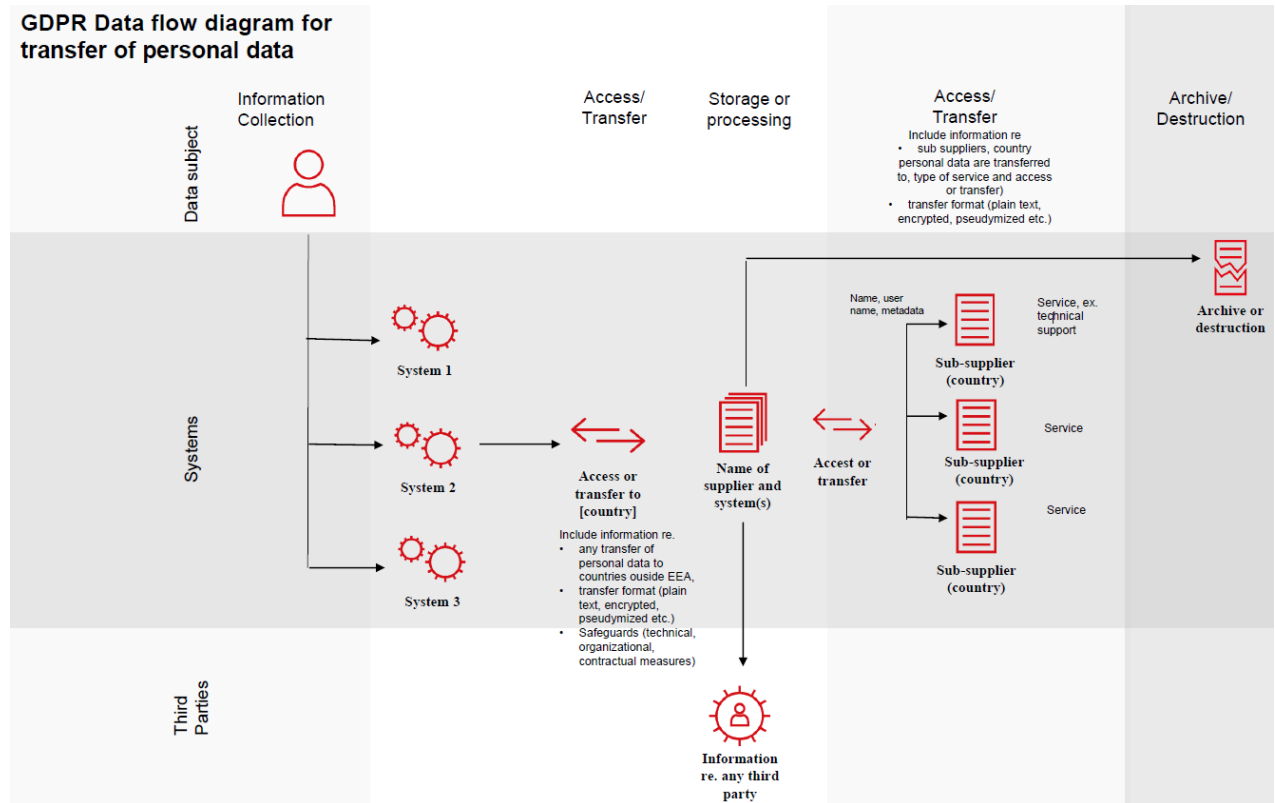 GDPR Data flow diagram for
transfer of personal data
Information
Collection
Access/
Transfer
Storage or
processing
Access/
Transfer
Include information re
• sub suppliers, country
personal data are transferred
to, type of service and access
or transfer)
• transfer format (plain text,
encrypted, pseudymized etc.)
Archive/
Destruction
Data subject
Systems
Third
Parties
System 1
System 2
System 3
Access or
transfer to
[country]
Include information re.
• any transfer of
personal data to
countries ouside EEA,
• transfer format (plain
text, encrypted,
pseudymized etc.)
• Safeguards (technical,
organizational,
contractual measures)
Name of
supplier and
system(s)
Accest or
transfer
Name, user
name, metadata
Service, ex.
technical
support
Sub-supplier
(country)
Service
Sub-supplier
(country)
Service
Sub-supplier
(country)
Archive or
destruction
Information
re. any third
party